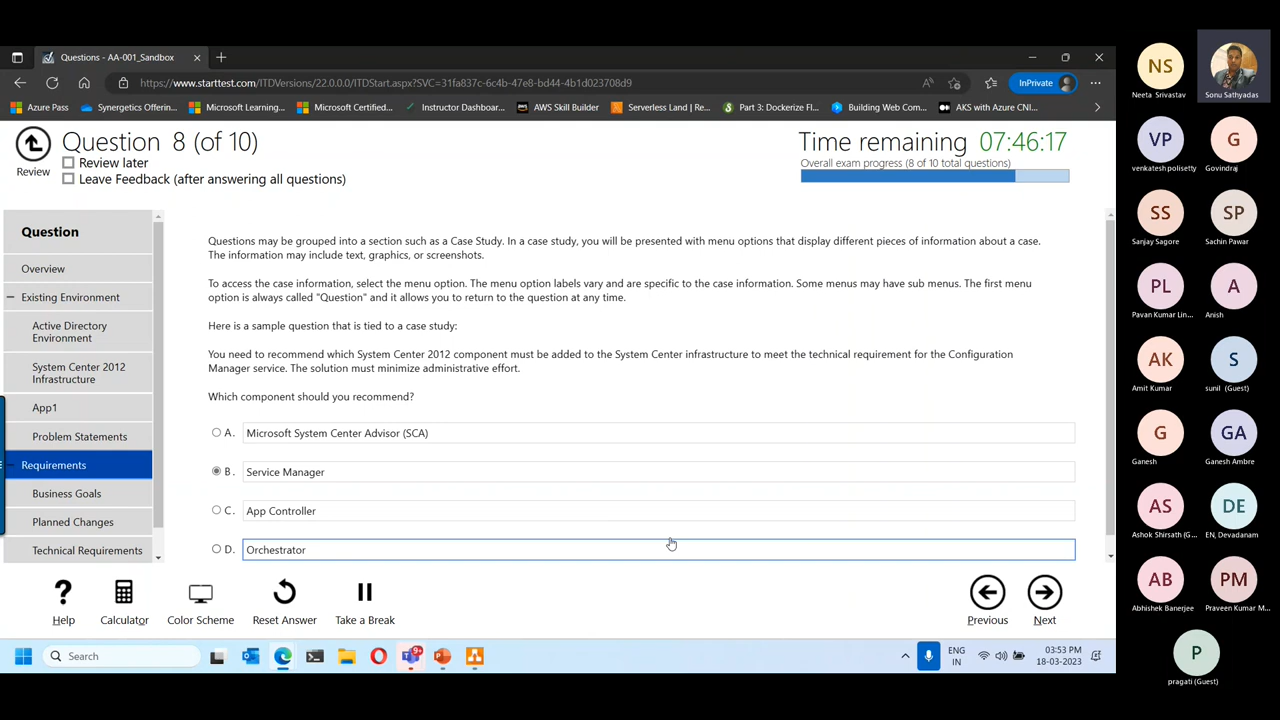 Questions - AA-001_Sandbox
https://www.starttest.com/ITDVersions/22.0.0.0/ITDStart.aspx?SVC=31fa837c-6c4b-47e8-bd44-4b1d023708d9
InPrivate
Azure Pass
Synergetics Offerin...
Microsoft Learning...
Microsoft Certified...
Instructor Dashboar...
AWS Skill Builder
Serverless Land | Re...
Part 3: Dockerize Fl...
Building Web Com...
AKS with Azure CNI...
Review
Question 8 (of 10)
Review later
Leave Feedback (after answering all questions)
Time remaining 07:46:17
Overall exam progress (8 of 10 total questions)
Question
Overview
Existing Environment
Active Directory
Environment
System Center 2012
Infrastructure
App1
Problem Statements
Requirements
Business Goals
Planned Changes
Technical Requirements
Questions may be grouped into a section such as a Case Study. In a case study, you will be presented with menu options that display different pieces of information about a case.
The information may include text, graphics, or screenshots.
To access the case information, select the menu option. The menu option labels vary and are specific to the case information. Some menus may have sub menus. The first menu
option is always called "Question" and it allows you to return to the question at any time.
Here is a sample question that is tied to a case study:
You need to recommend which System Center 2012 component must be added to the System Center infrastructure to meet the technical requirement for the Configuration
Manager service. The solution must minimize administrative effort.
Which component should you recommend?
A. Microsoft System Center Advisor (SCA)
B. Service Manager
C. App Controller
D. Orchestrator
Help
Calculator
Color Scheme
Reset Answer
Take a Break
Previous
Next
Search
9+
ENG
IN
03:53 PM
18-03-2023
NS
Neeta Srivastav
Sonu Sathyadas
VP
venkatesh polisetty
G
Govindraj
SS
Sanjay Sagore
SP
Sachin Pawar
PL
Pavan Kumar Lin...
A
Anish
AK
Amit Kumar
S
sunil (Guest)
G
Ganesh
GA
Ganesh Ambre
AS
Ashok Shirsath (G...
DE
EN, Devadanam
AB
Abhishek Banerjee
PM
Praveen Kumar M...
P
pragati (Guest)